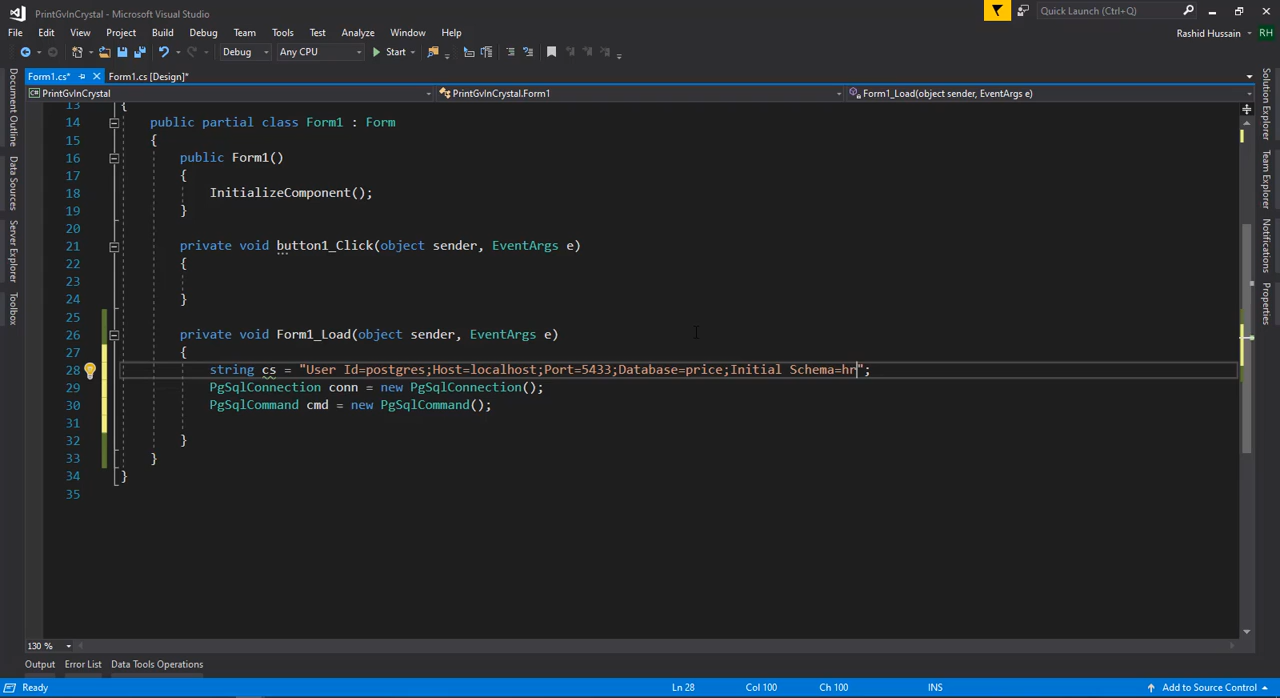 PrintGvInCrystal - Microsoft Visual Studio
Quick Launch (Ctrl+Q)
File Edit View Project Build Debug Team Tools Test Analyze Window Help
Rashid Hussain RH
Debug Any CPU Start
Form1.cs* Form1.cs [Design]*
PrintGvInCrystal PrintGvInCrystal.Form1 Form1_Load(object sender, EventArgs e)
Document Outline
Data Sources
Server Explorer
Toolbox
13 {
14 public partial class Form1 : Form
15 {
16 public Form1()
17 {
18 InitializeComponent();
19 }
20
21 private void button1_Click(object sender, EventArgs e)
22 {
23
24 }
25
26 private void Form1_Load(object sender, EventArgs e)
27 {
28 string cs = "User Id=postgres;Host=localhost;Port=5433;Database=price;Initial Schema=hr";
29 PgSqlConnection conn = new PgSqlConnection();
30 PgSqlCommand cmd = new PgSqlCommand();
31
32 }
33 }
34 }
35
Solution Explorer
Team Explorer
Notifications
Properties
130 %
Output Error List Data Tools Operations
Ready Ln 28 Col 100 Ch 100 INS Add to Source Control